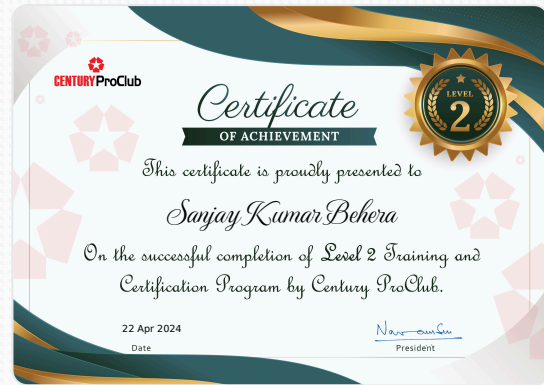 CENTURY ProClub
Certificate
OF ACHIEVEMENT
LEVEL
2
This certificate is proudly presented to
Sanjay Kumar Behera
On the successful completion of Level 2 Training and
Certification Program by Century ProClub.
22 Apr 2024
Date
President